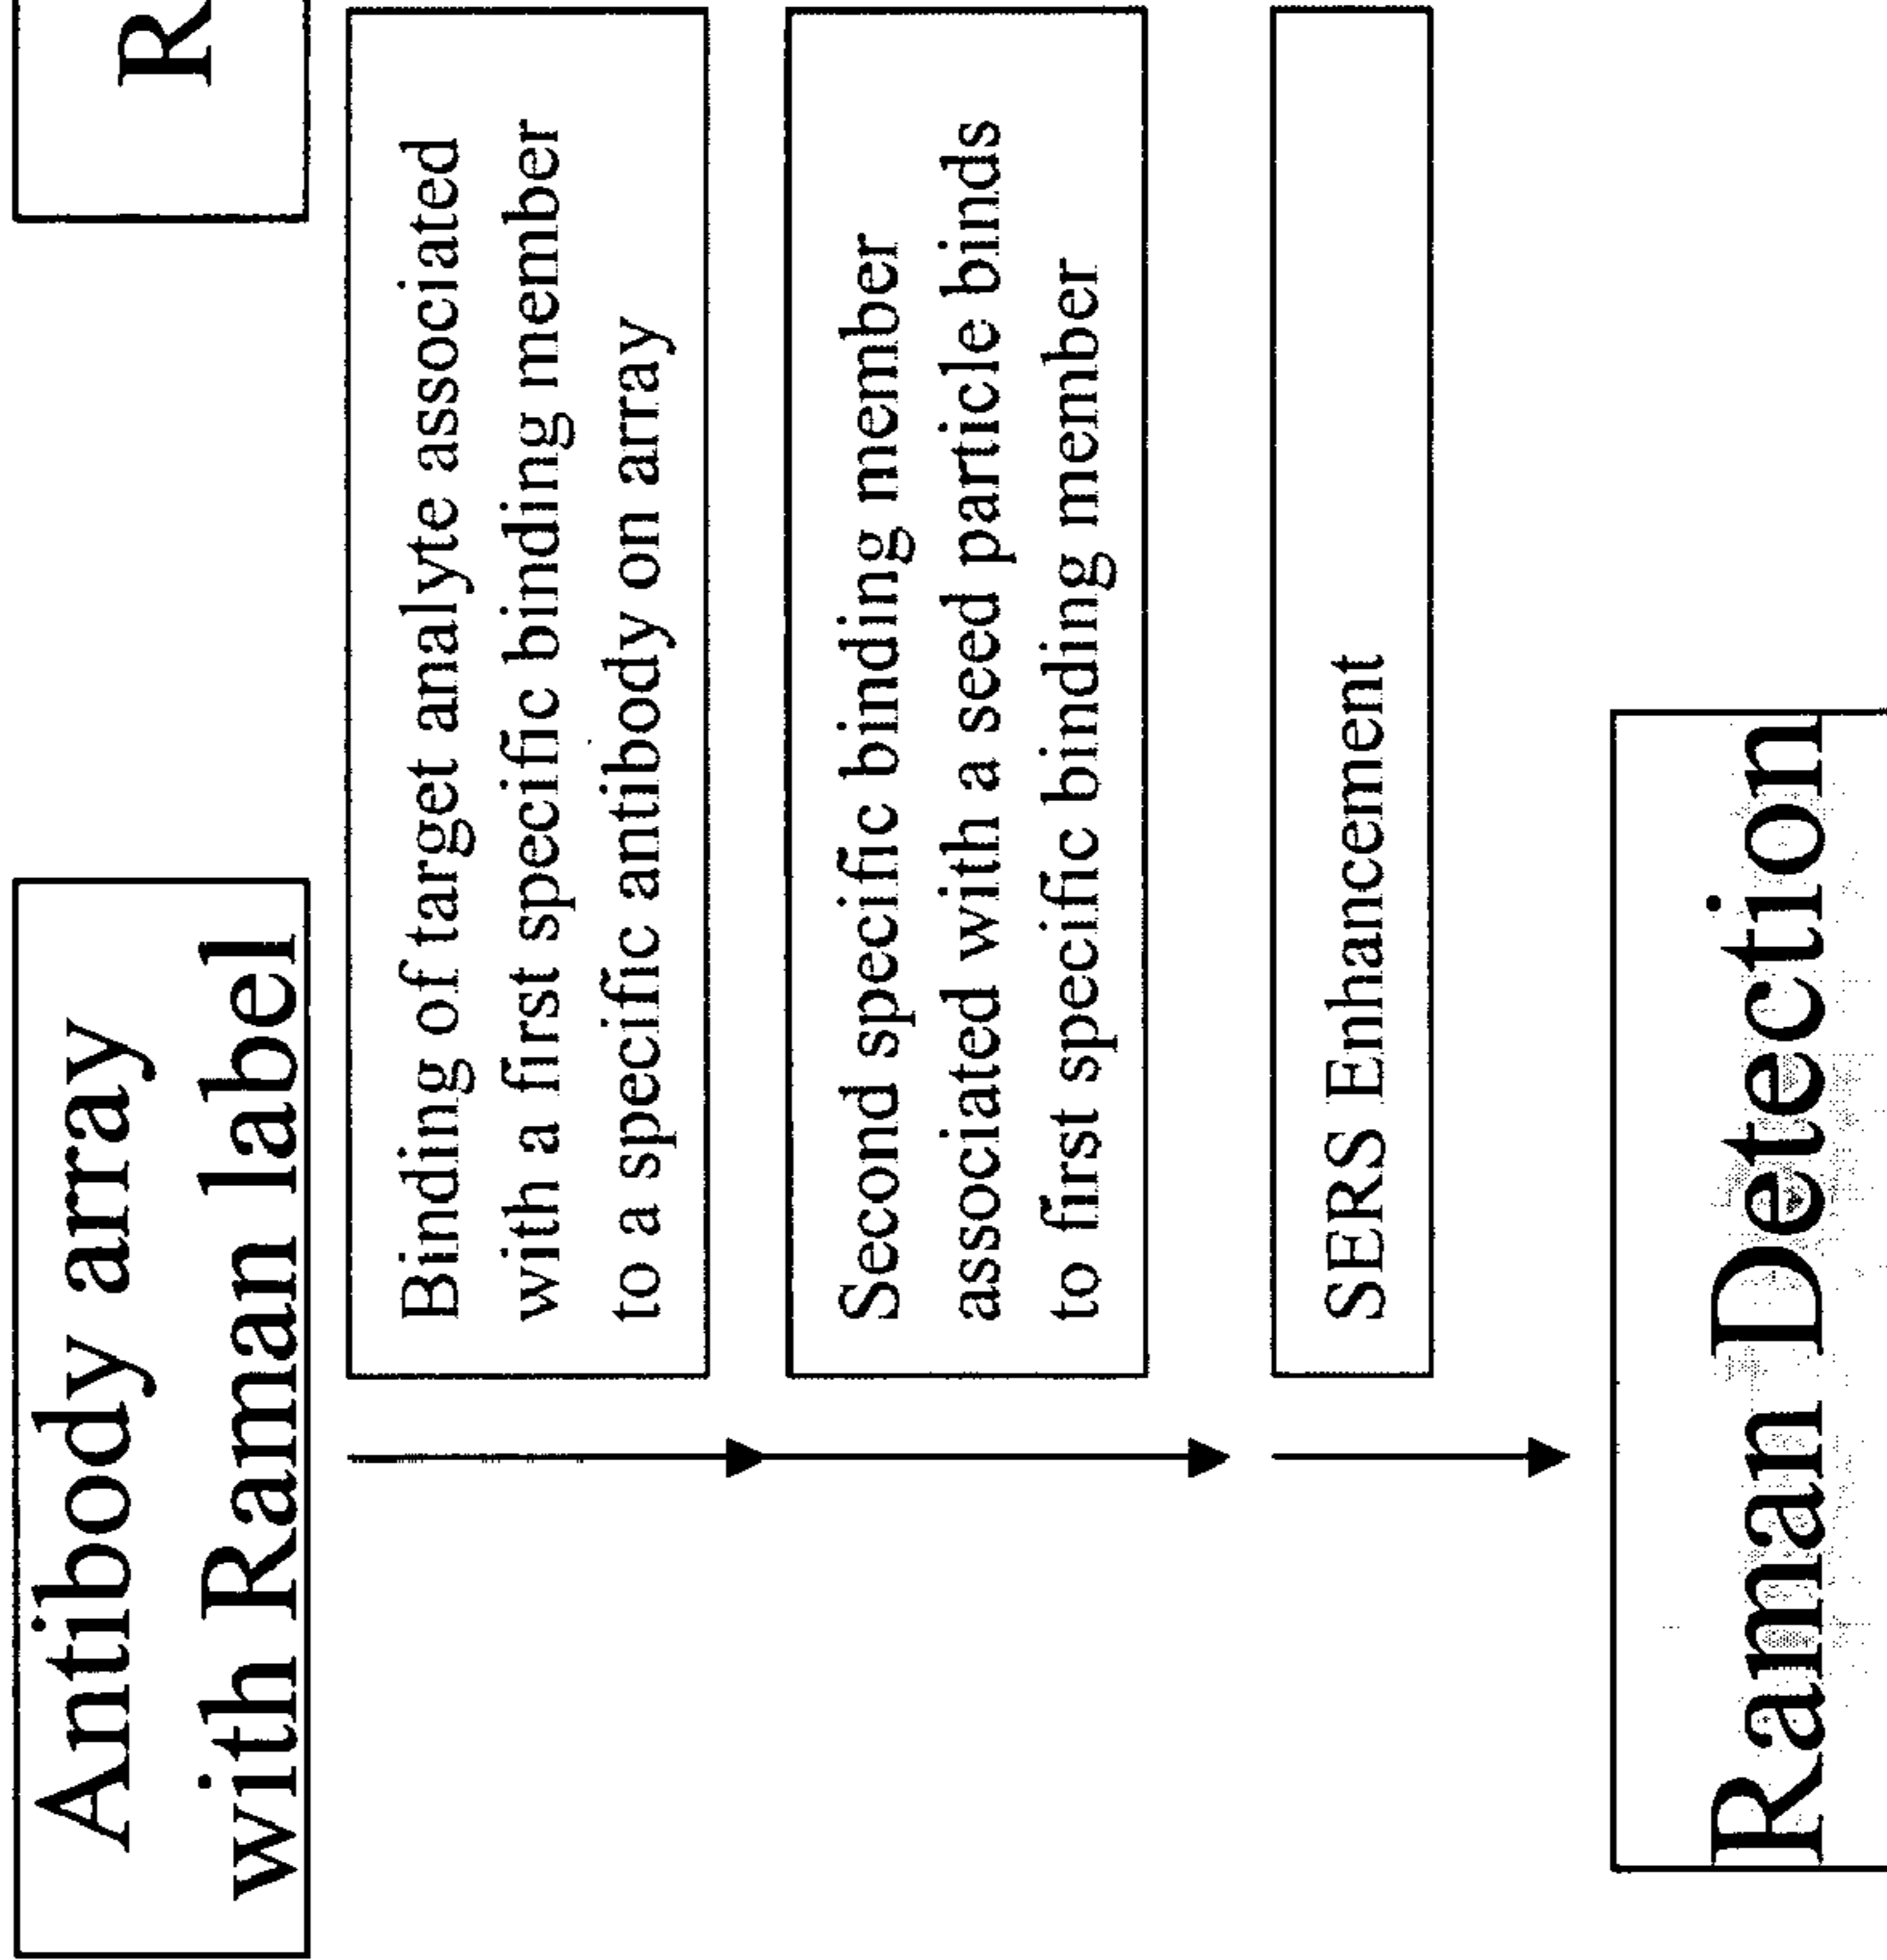 Antibody array
with Raman label
R
Binding of target analyte associated
with a first specific binding member
to a specific antibody on array
Second specific binding member
associated with a seed particle binds
to first specific binding member
SERS Enhancement
Raman Detection